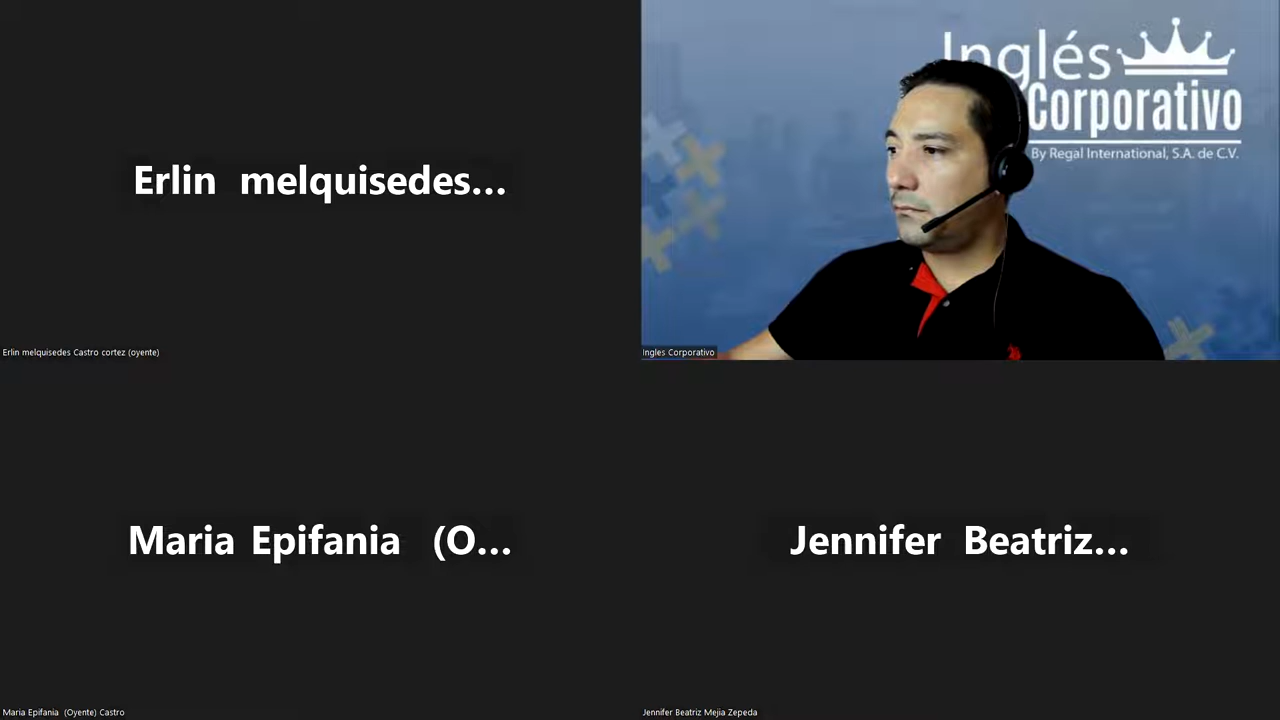 Erlin melquisedes...
Erlin melquisedes Castro cortez (oyente)
Inglés
Corporativo
By Regal International, S.A. de C.V.
Ingles Corporativo
Maria Epifania (O...
Maria Epifania (Oyente) Castro
Jennifer Beatriz...
Jennifer Beatriz Mejia Zepeda